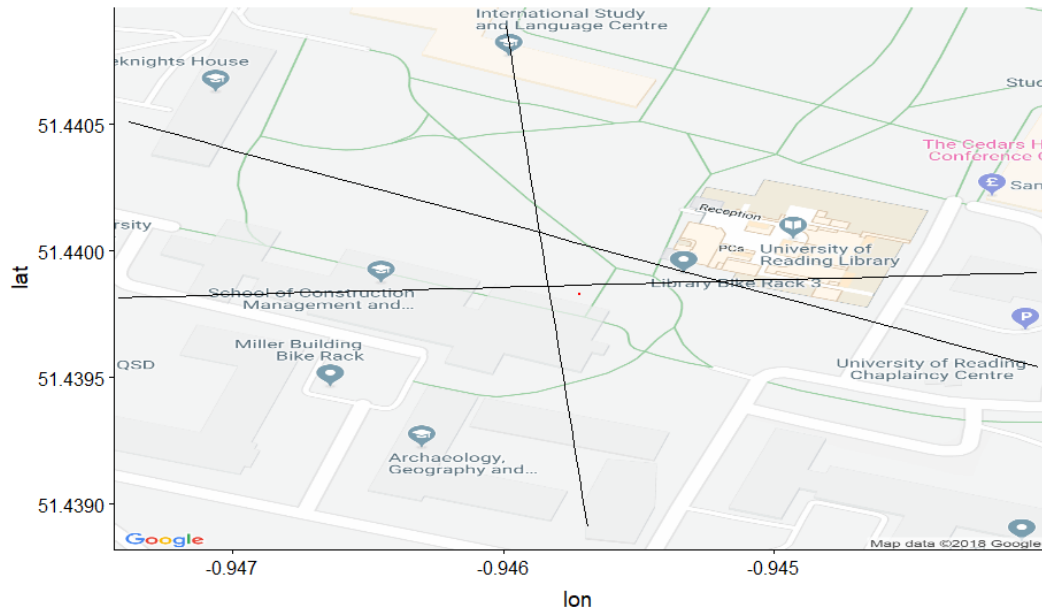 International Study
and Language Centre
eknights House
Stud
51.4405
The Cedars H
Conference C
San
Reception
51.4400
ersity
PCs
University of
Reading Library
Library Bike Rack 3
School of Construction
Management and...
lat
P
Miller Building
Bike Rack
QSD
University of Reading
Chaplaincy Centre
51.4395
Archaeology,
Geography and...
51.4390
Google
Map data ©2018 Google
-0.947
-0.946
-0.945
lon